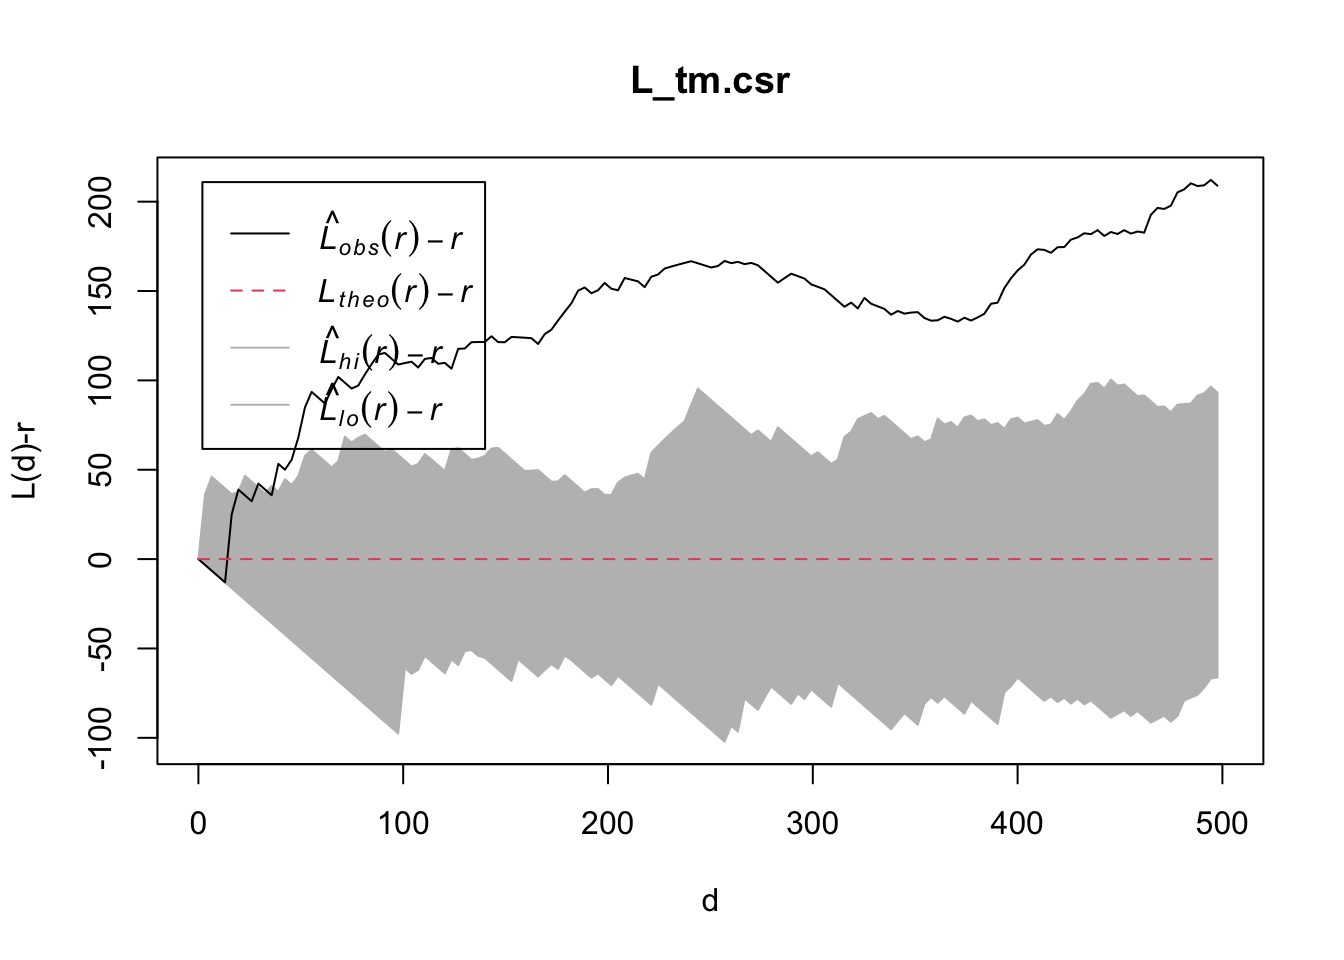 L_tm.csr
L̂obs(r) − r
Ltheo(r) − r
L̂hi(r) − r
L̂lo(r) − r
L(d)-r
200
150
100
50
0
-50
-100
0 100 200 300 400 500
d